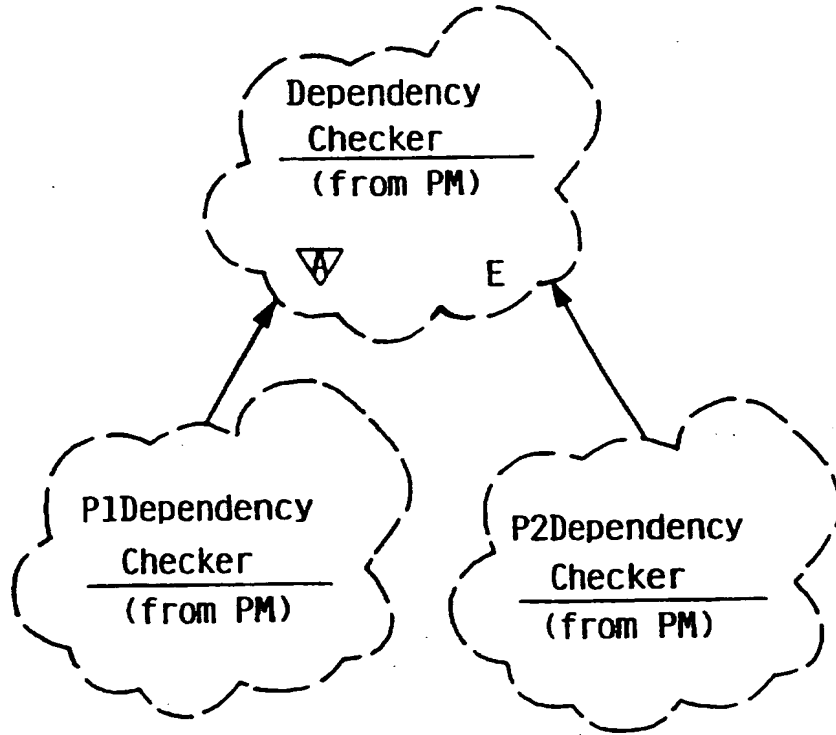 Dependency
Checker
(from PM)
A
E
P1Dependency
Checker
(from PM)
P2Dependency
Checker
(from PM)